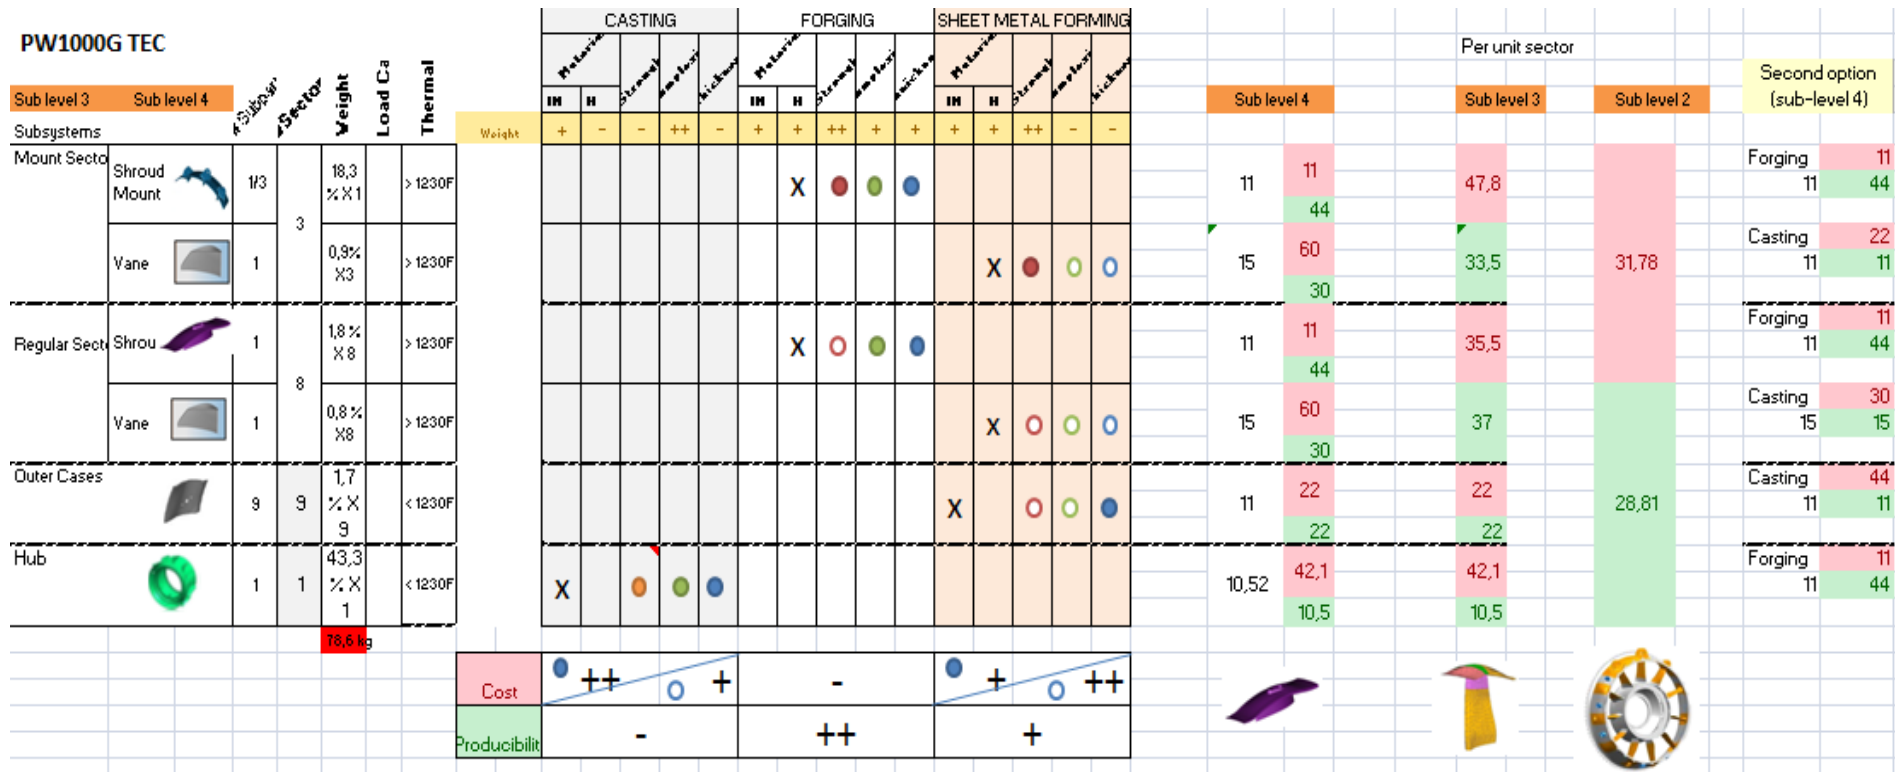 PW1000G TEC
CASTING FORGING SHEET METAL FORMING
Per unit sector
Weight
Load Ca
Thermal
IN H IN H IN H
Sub level 3 Sub level 4 Sub level 4 Sub level 3 Sub level 2
Second option
(sub-level 4)
Subsystems
Weight + - - ++ - + + ++ + + + + ++ - -
Mount Secto
Shroud
Mount
1/3
3
18,3
% X 1
> 1230F
X
11
11
44
47,8
31,78
Forging 11
11 44
Vane
1
0,9%
X3
> 1230F
X
15
60
30
33,5
Casting 22
11 11
Regular Sect
Shrou
1
8
1,8 %
X 8
> 1230F
X
11
11
44
35,5
Forging 11
11 44
Vane
1
0,8 %
X8
> 1230F
X
15
60
30
37
28,81
Casting 30
15 15
Outer Cases
9
9
1,7
% X
9
< 1230F
X
11
22
22
22
22
Casting 44
11 11
Hub
1
1
43,3
% X
1
< 1230F
X
10,52
42,1
10,5
42,1
10,5
Forging 11
11 44
78,6 kg
Cost ++ + - + ++
Producibilit - ++ +